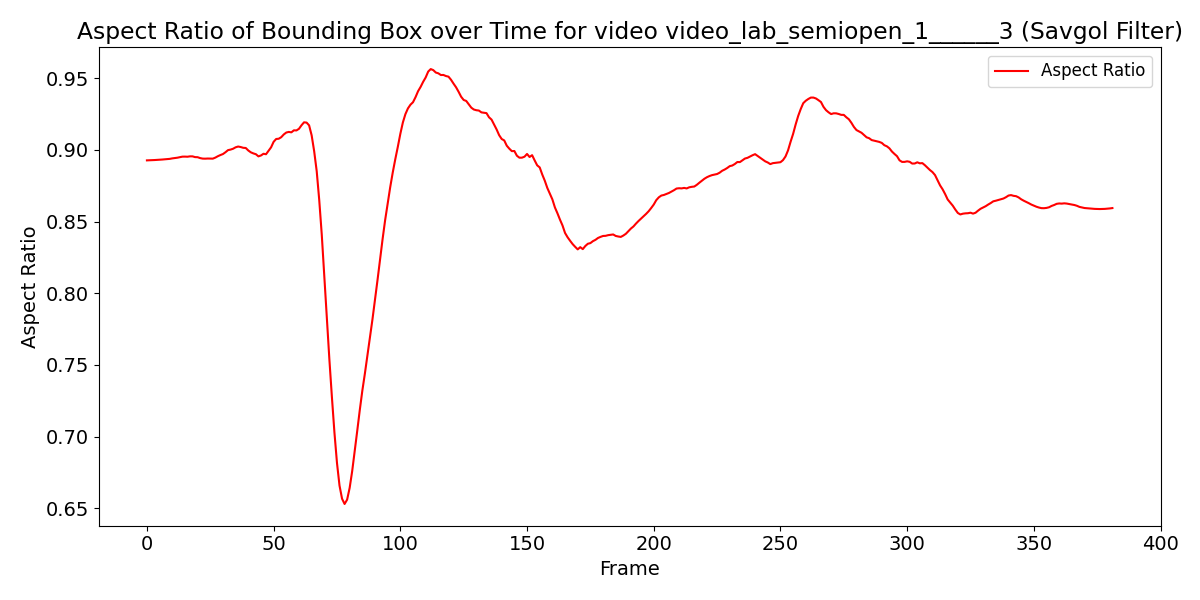 Aspect Ratio of Bounding Box over Time for video video_lab_semiopen_1______3 (Savgol Filter)
Aspect Ratio
0.95
0.90
0.85
0.80
0.75
0.70
0.65
Aspect Ratio
0 50 100 150 200 250 300 350 400
Frame